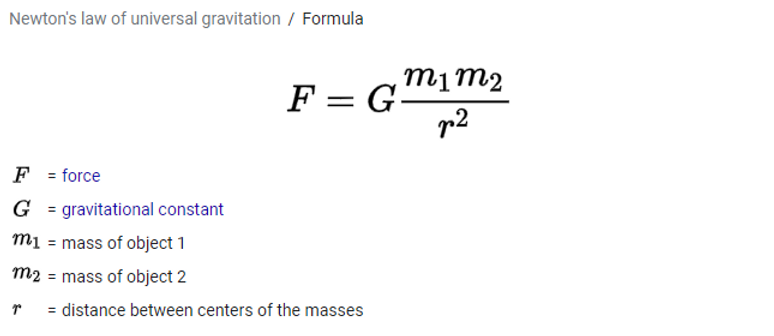 Newton's law of universal gravitation / Formula
F = G m₁m₂ / r²
F = force
G = gravitational constant
m₁ = mass of object 1
m₂ = mass of object 2
r = distance between centers of the masses